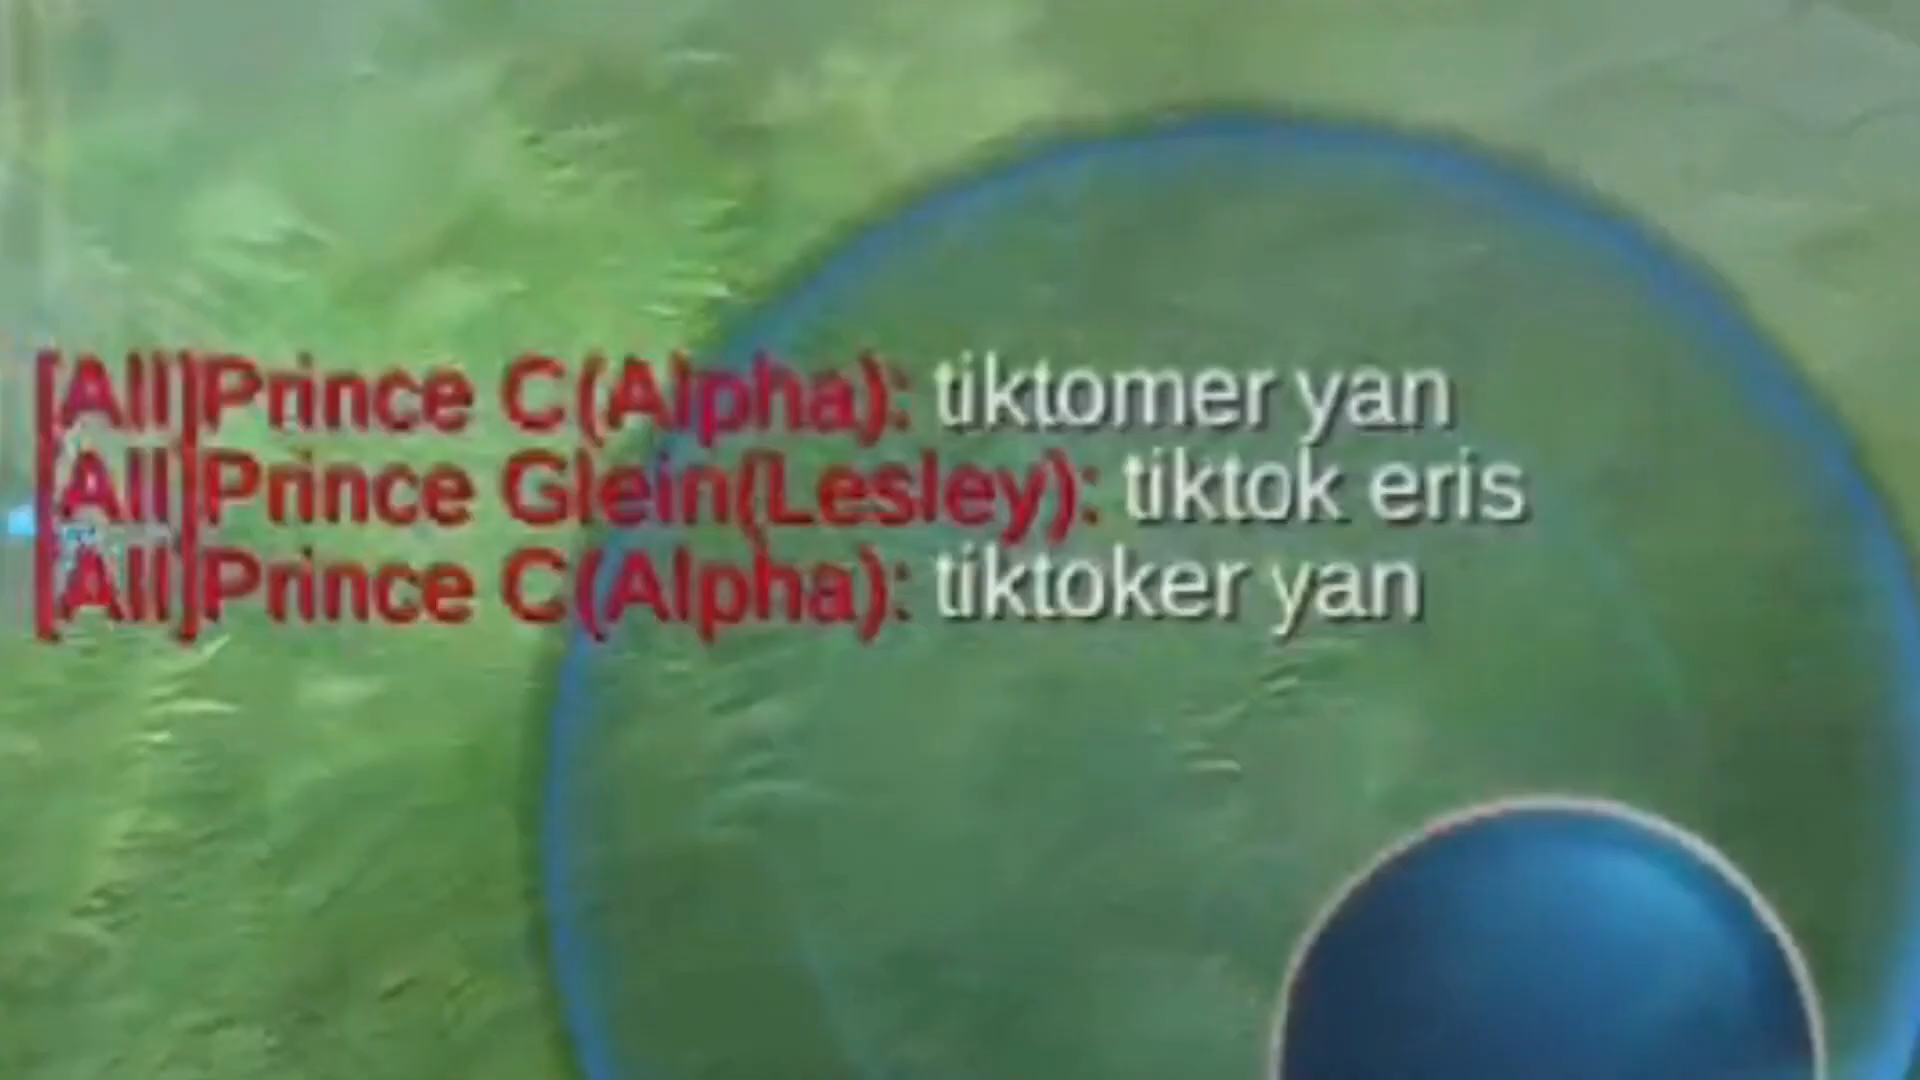 [All]Prince C(Alpha): tiktomer yan
[All]Prince Glein(Lesley): tiktok eris
[All]Prince C(Alpha): tiktoker yan